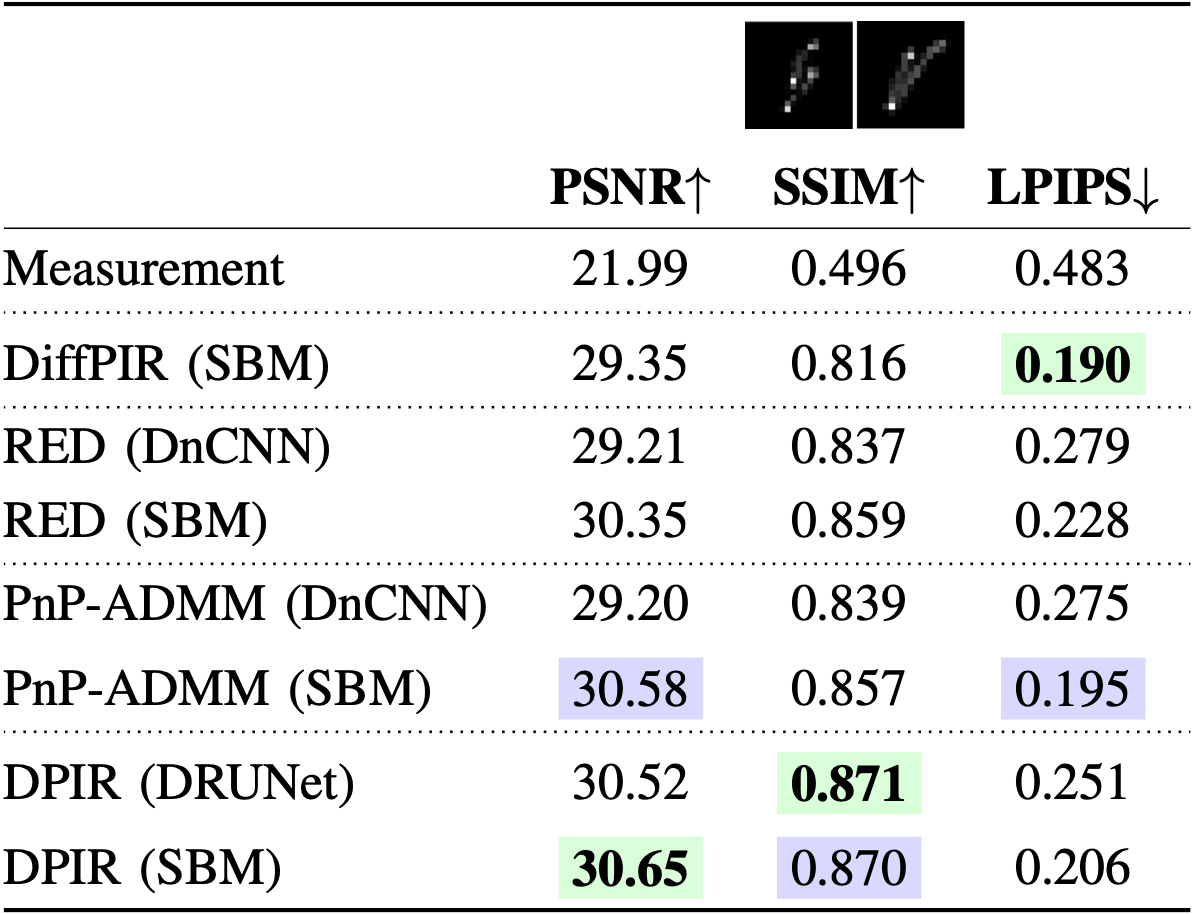 PSNR↑ SSIM↑ LPIPS↓
Measurement 21.99 0.496 0.483
DiffPIR (SBM) 29.35 0.816 0.190
RED (DnCNN) 29.21 0.837 0.279
RED (SBM) 30.35 0.859 0.228
PnP-ADMM (DnCNN) 29.20 0.839 0.275
PnP-ADMM (SBM) 30.58 0.857 0.195
DPIR (DRUNet) 30.52 0.871 0.251
DPIR (SBM) 30.65 0.870 0.206